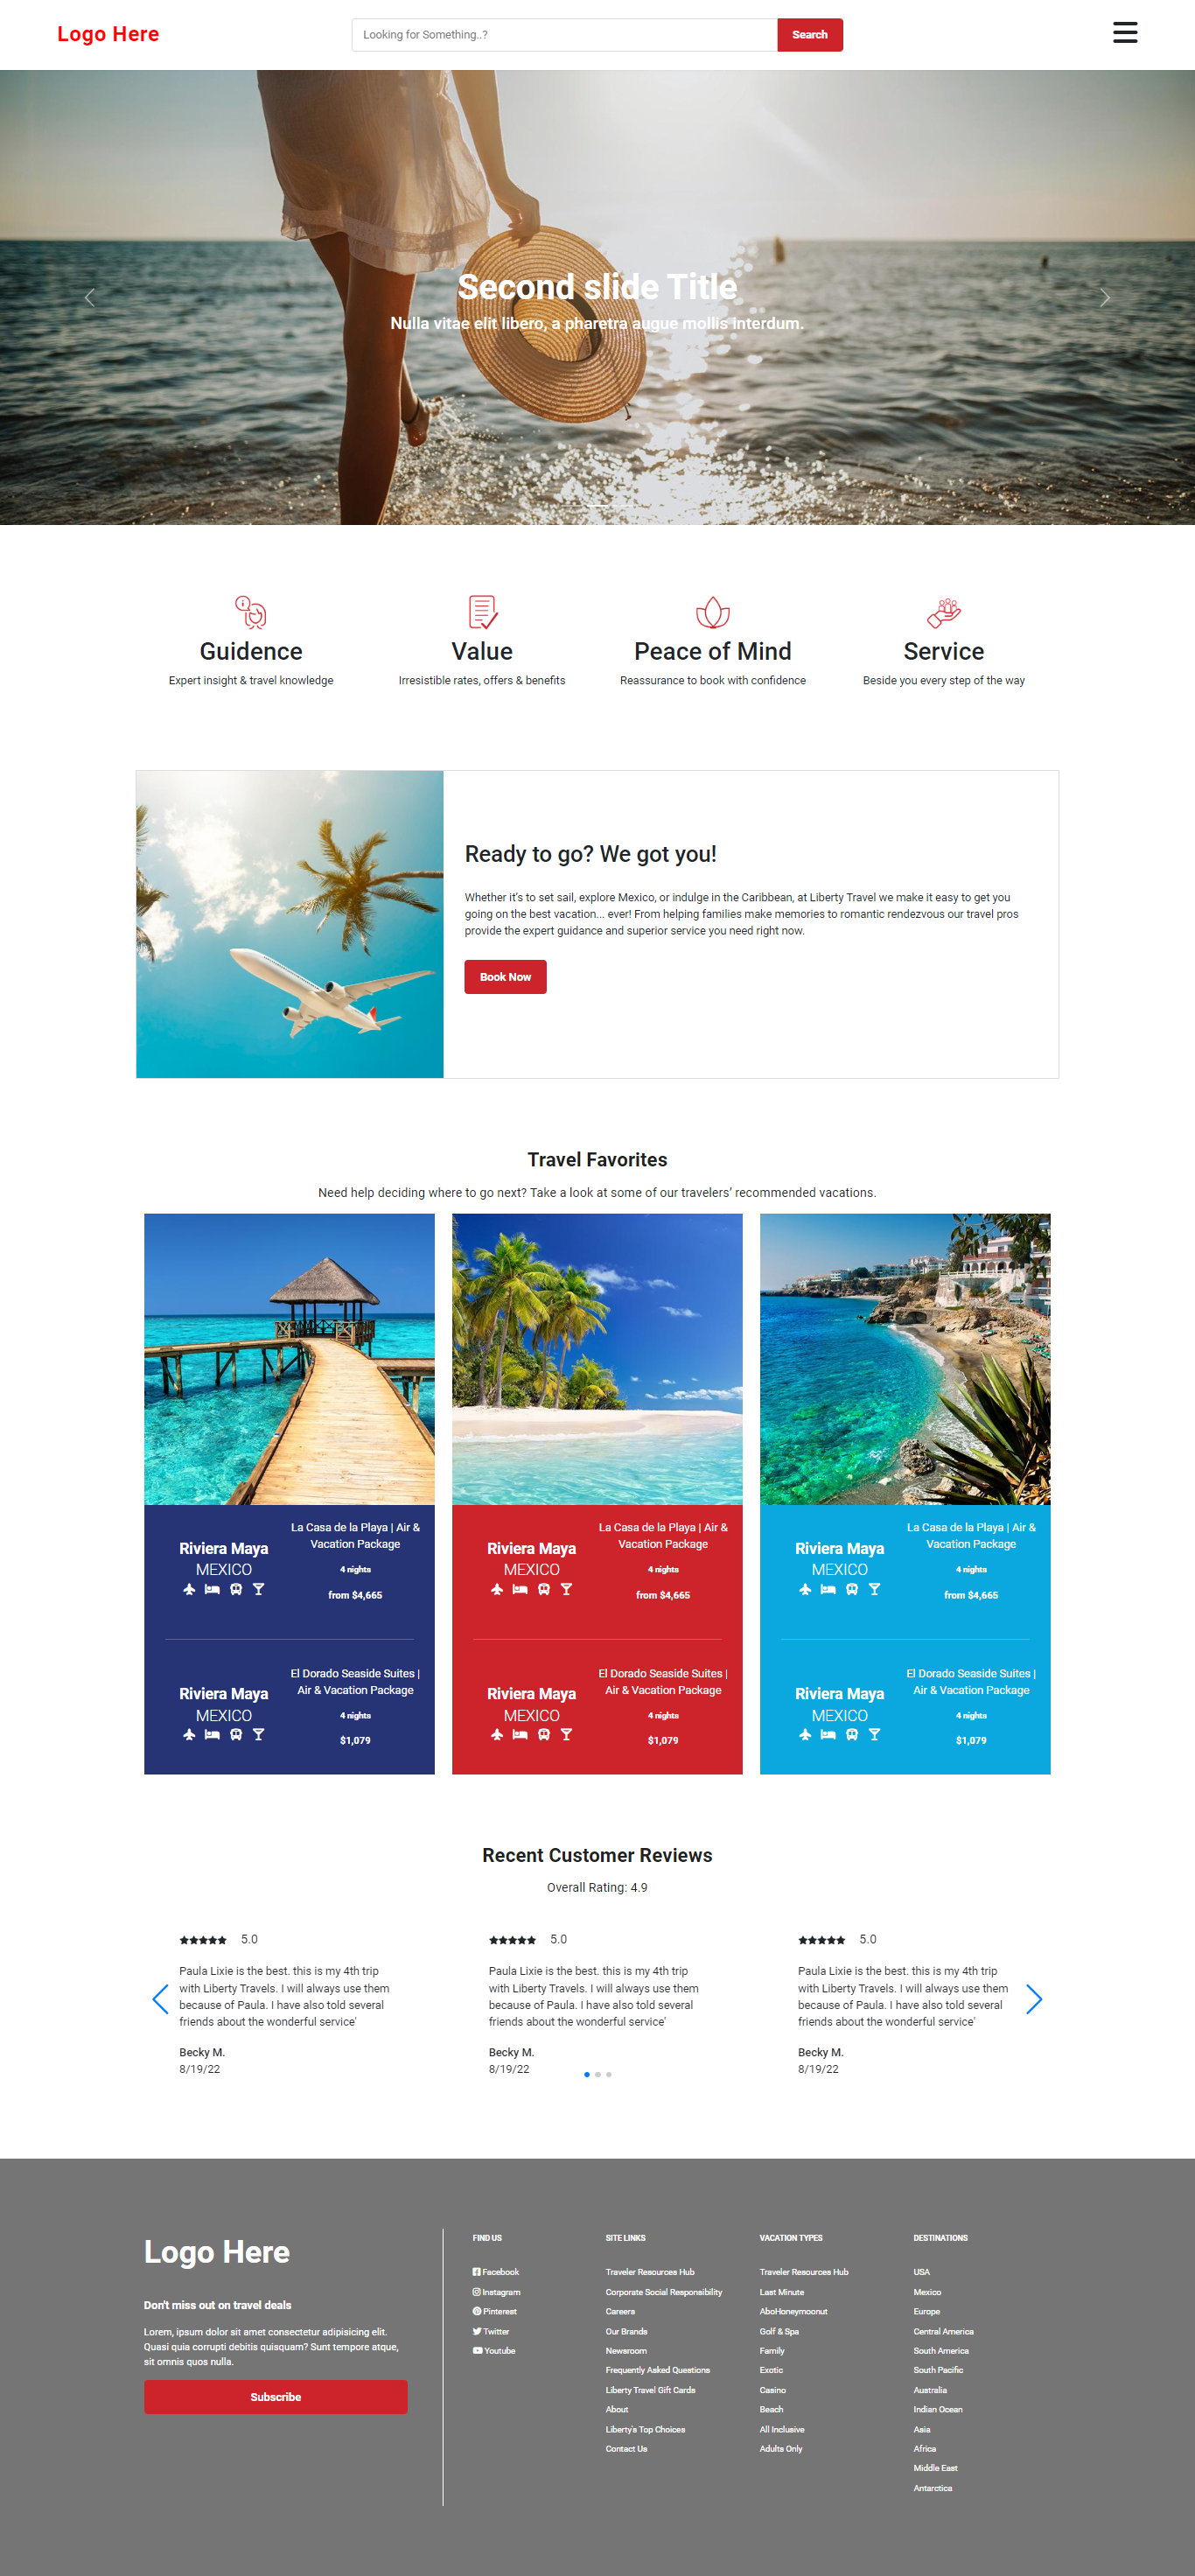 Logo Here
Looking for Something..?
Search
Second slide Title
Nulla vitae elit libero, a pharetra augue mollis interdum.
Guidence
Expert insight & travel knowledge
Value
Irresistible rates, offers & benefits
Peace of Mind
Reassurance to book with confidence
Service
Beside you every step of the way
Ready to go? We got you!
Whether it's to set sail, explore Mexico, or indulge in the Caribbean, at Liberty Travel we make it easy to get you
going on the best vacation... ever! From helping families make memories to romantic rendezvous our travel pros
provide the expert guidance and superior service you need right now.
Book Now
Travel Favorites
Need help deciding where to go next? Take a look at some of our travelers' recommended vacations.
Riviera Maya
MEXICO
La Casa de la Playa | Air &
Vacation Package
4 nights
from $4,665
Riviera Maya
MEXICO
El Dorado Seaside Suites |
Air & Vacation Package
4 nights
$1,079
Riviera Maya
MEXICO
La Casa de la Playa | Air &
Vacation Package
4 nights
from $4,665
Riviera Maya
MEXICO
El Dorado Seaside Suites |
Air & Vacation Package
4 nights
$1,079
Riviera Maya
MEXICO
La Casa de la Playa | Air &
Vacation Package
4 nights
from $4,665
Riviera Maya
MEXICO
El Dorado Seaside Suites |
Air & Vacation Package
4 nights
$1,079
Recent Customer Reviews
Overall Rating: 4.9
5.0
Paula Lixie is the best. this is my 4th trip
with Liberty Travels. I will always use them
because of Paula. I have also told several
friends about the wonderful service'
Becky M.
8/19/22
5.0
Paula Lixie is the best. this is my 4th trip
with Liberty Travels. I will always use them
because of Paula. I have also told several
friends about the wonderful service'
Becky M.
8/19/22
5.0
Paula Lixie is the best. this is my 4th trip
with Liberty Travels. I will always use them
because of Paula. I have also told several
friends about the wonderful service'
Becky M.
8/19/22
Logo Here
Don't miss out on travel deals
Lorem, ipsum dolor sit amet consectetur adipisicing elit.
Quasi quia corrupti debitis quisquam? Sunt tempore atque,
sit omnis quos nulla.
Subscribe
FIND US
Facebook
Instagram
Pinterest
Twitter
Youtube
SITE LINKS
Traveler Resources Hub
Corporate Social Responsibility
Careers
Our Brands
Newsroom
Frequently Asked Questions
Liberty Travel Gift Cards
About
Liberty's Top Choices
Contact Us
VACATION TYPES
Traveler Resources Hub
Last Minute
AboHoneymoonut
Golf & Spa
Family
Exotic
Casino
Beach
All Inclusive
Adults Only
DESTINATIONS
USA
Mexico
Europe
Central America
South America
South Pacific
Australia
Indian Ocean
Asia
Africa
Middle East
Antarctica